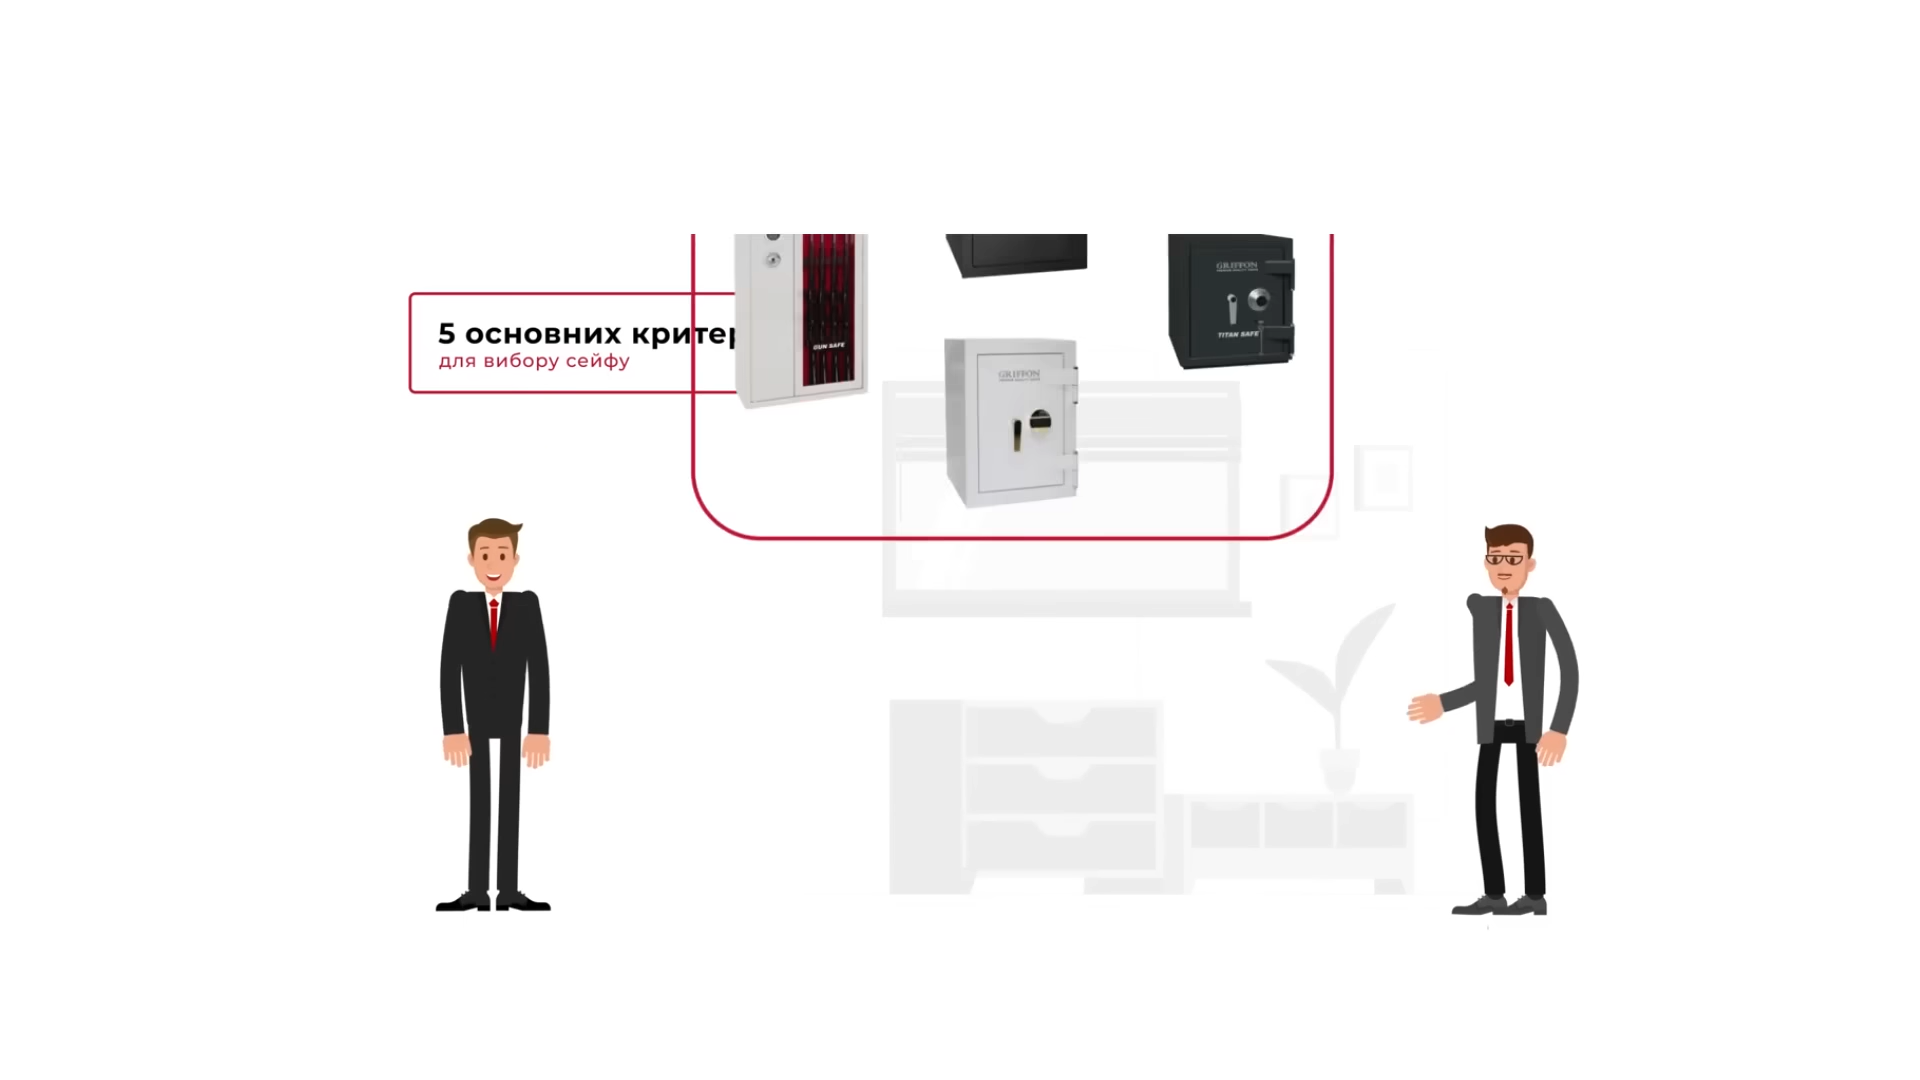 5 основних критер
для вибору сейфу
GUN SAFE
GRIFFON
GRIFFON
TITAN SAFE